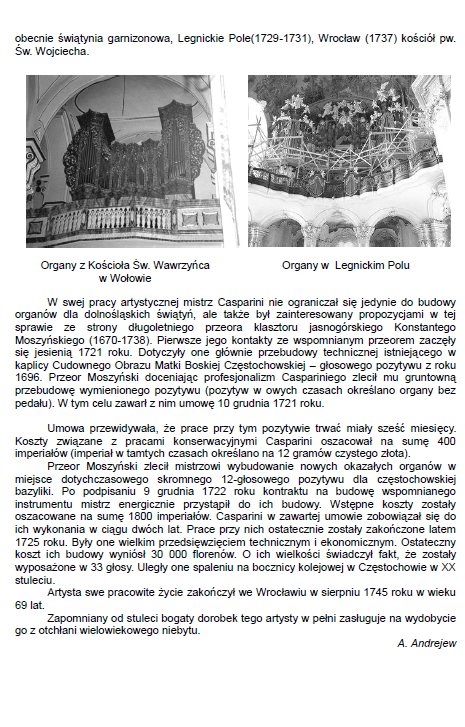 obecnie świątynia garnizonowa, Legnickie Pole(1729-1731), Wrocław (1737) kościół pw.
Św. Wojciecha.
Organy z Kościoła Św. Wawrzyńca
w Wołowie
Organy w Legnickim Polu
W swej pracy artystycznej mistrz Casparini nie ograniczał się jedynie do budowy
organów dla dolnośląskich świątyń, ale także był zainteresowany propozycjami w tej
sprawie ze strony długoletniego przeora klasztoru jasnogórskiego Konstantego
Moszyńskiego (1670-1738). Pierwsze jego kontakty ze wspomnianym przeorem zaczęły
się jesienią 1721 roku. Dotyczyły one głównie przebudowy technicznej istniejącego w
kaplicy Cudownego Obrazu Matki Boskiej Częstochowskiej – głosowego pozytywu z roku
1696. Przeor Moszyński doceniając profesjonalizm Caspariniego zlecił mu gruntowną
przebudowę wymienionego pozytywu (pozytyw w owych czasach określano organy bez
pedału). W tym celu zawarł z nim umowę 10 grudnia 1721 roku.
Umowa przewidywała, że prace przy tym pozytywie trwać miały sześć miesięcy.
Koszty związane z pracami konserwacyjnymi Casparini oszacował na sumę 400
imperiałów (imperiał w tamtych czasach określano na 12 gramów czystego złota).
Przeor Moszyński zlecił mistrzowi wybudowanie nowych okazałych organów w
miejsce dotychczasowego skromnego 12-głosowego pozytywu dla częstochowskiej
bazyliki. Po podpisaniu 9 grudnia 1722 roku kontraktu na budowę wspomnianego
instrumentu mistrz energicznie przystąpił do ich budowy. Wstępne koszty zostały
oszacowane na sumę 1800 imperiałów. Casparini w zawartej umowie zobowiązał się do
ich wykonania w ciągu dwóch lat. Prace przy nich ostatecznie zostały zakończone latem
1725 roku. Były one wielkim przedsięwzięciem technicznym i ekonomicznym. Ostateczny
koszt ich budowy wyniósł 30 000 florenów. O ich wielkości świadczył fakt, że zostały
wyposażone w 33 głosy. Uległy one spaleniu na bocznicy kolejowej w Częstochowie w XX
stuleciu.
Artysta swe pracowite życie zakończył we Wrocławiu w sierpniu 1745 roku w wieku
69 lat.
Zapomniany od stuleci bogaty dorobek tego artysty w pełni zasługuje na wydobycie
go z otchłani wielowiekowego niebytu.
A. Andrejew